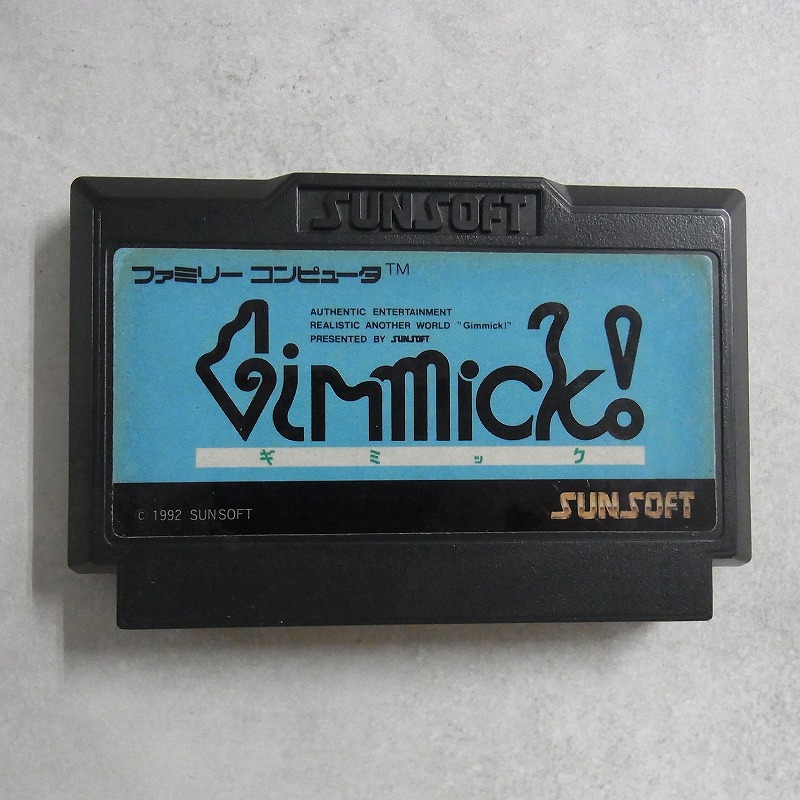 SUNSOFT
ファミリー コンピュータ™
AUTHENTIC ENTERTAINMENT
REALISTIC ANOTHER WORLD "Gimmick!"
PRESENTED BY SUNSOFT
Gimmick!
ギミック
© 1992 SUNSOFT
SUNSOFT